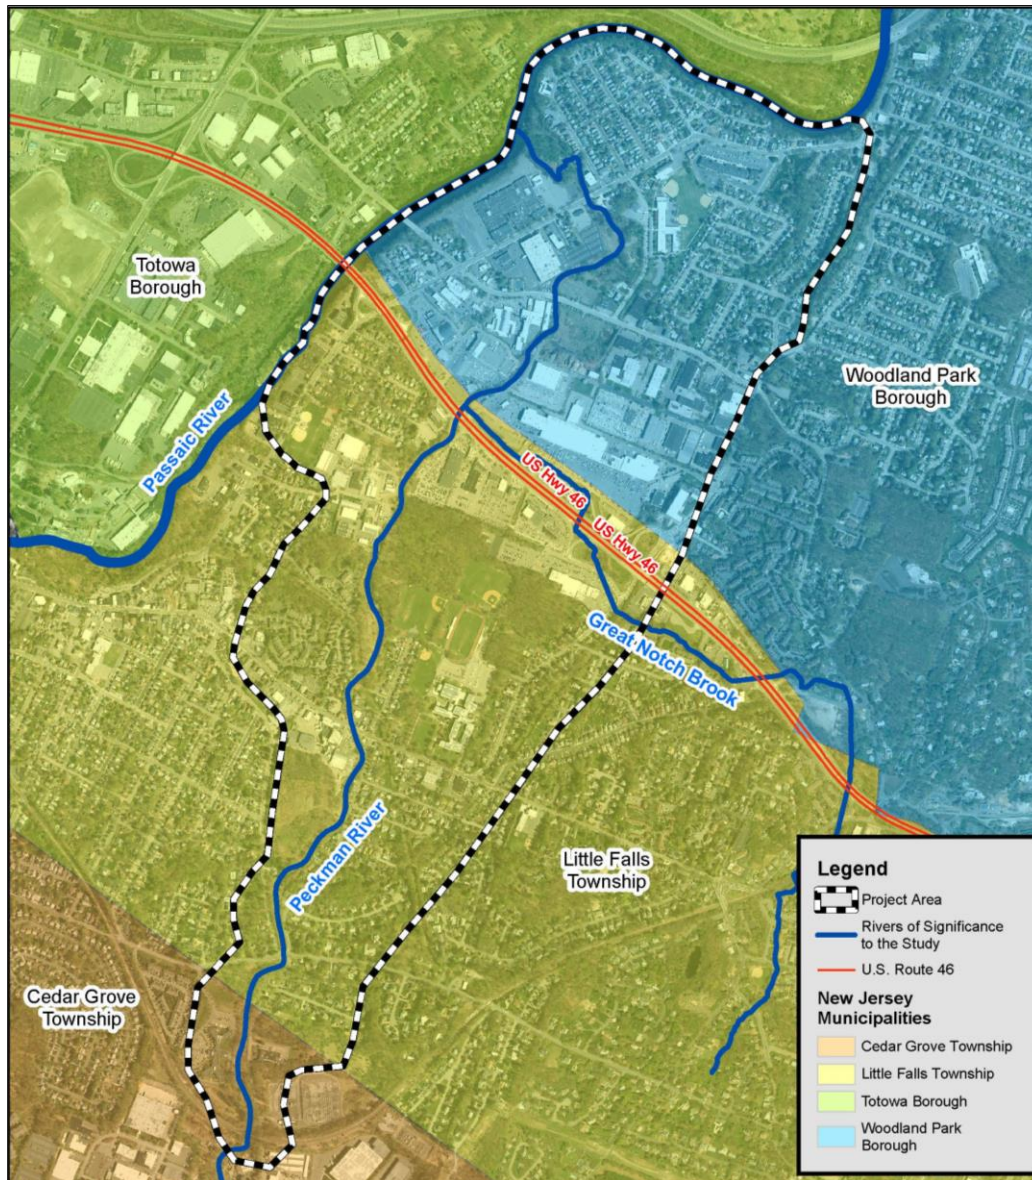 Totowa
Borough
Passaic River
Woodland Park
Borough
US Hwy 46
US Hwy 46
Great Notch Brook
Peckman River
Little Falls
Township
Cedar Grove
Township
Legend
Project Area
Rivers of Significance
to the Study
U.S. Route 46
New Jersey
Municipalities
Cedar Grove Township
Little Falls Township
Totowa Borough
Woodland Park
Borough